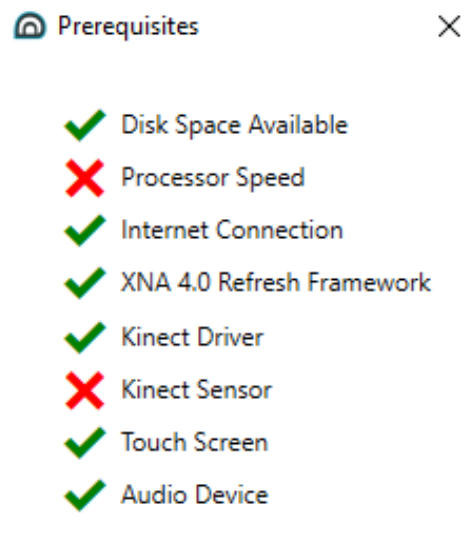 Prerequisites
Disk Space Available
Processor Speed
Internet Connection
XNA 4.0 Refresh Framework
Kinect Driver
Kinect Sensor
Touch Screen
Audio Device